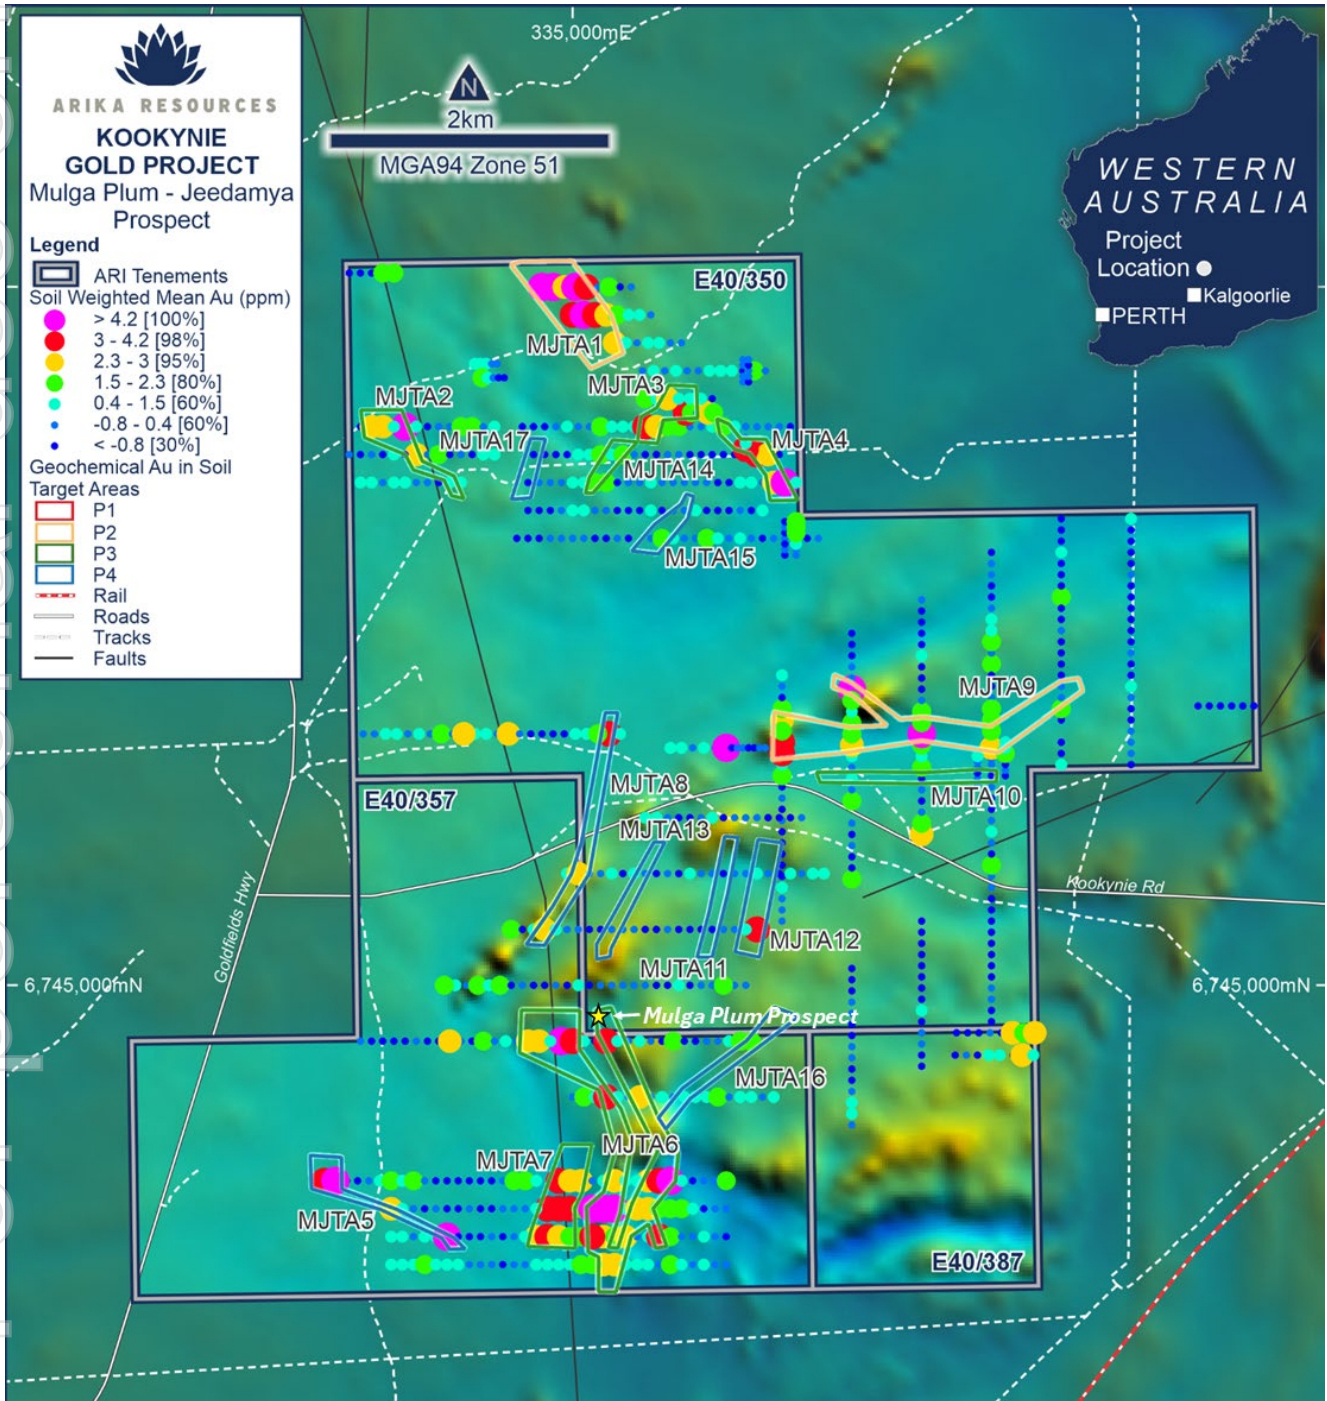 ARIKA RESOURCES
KOOKYNIE
GOLD PROJECT
Mulga Plum - Jeedamya
Prospect
Legend
ARI Tenements
Soil Weighted Mean Au (ppm)
> 4.2 [100%]
3 - 4.2 [98%]
2.3 - 3 [95%]
1.5 - 2.3 [80%]
0.4 - 1.5 [60%]
-0.8 - 0.4 [60%]
< -0.8 [30%]
Geochemical Au in Soil
Target Areas
P1
P2
P3
P4
Rail
Roads
Tracks
Faults
335,000mE
N
2km
MGA94 Zone 51
WESTERN
AUSTRALIA
Project
Location
Kalgoorlie
PERTH
E40/350
MJTA1
MJTA3
MJTA2
MJTA17
MJTA4
MJTA14
MJTA15
MJTA9
MJTA8
E40/357
MJTA10
MJTA13
Kookynie Rd
Goldfields Hwy
MJTA12
MJTA11
6,745,000mN
6,745,000mN
Mulga Plum Prospect
MJTA16
MJTA6
MJTA7
MJTA5
E40/387